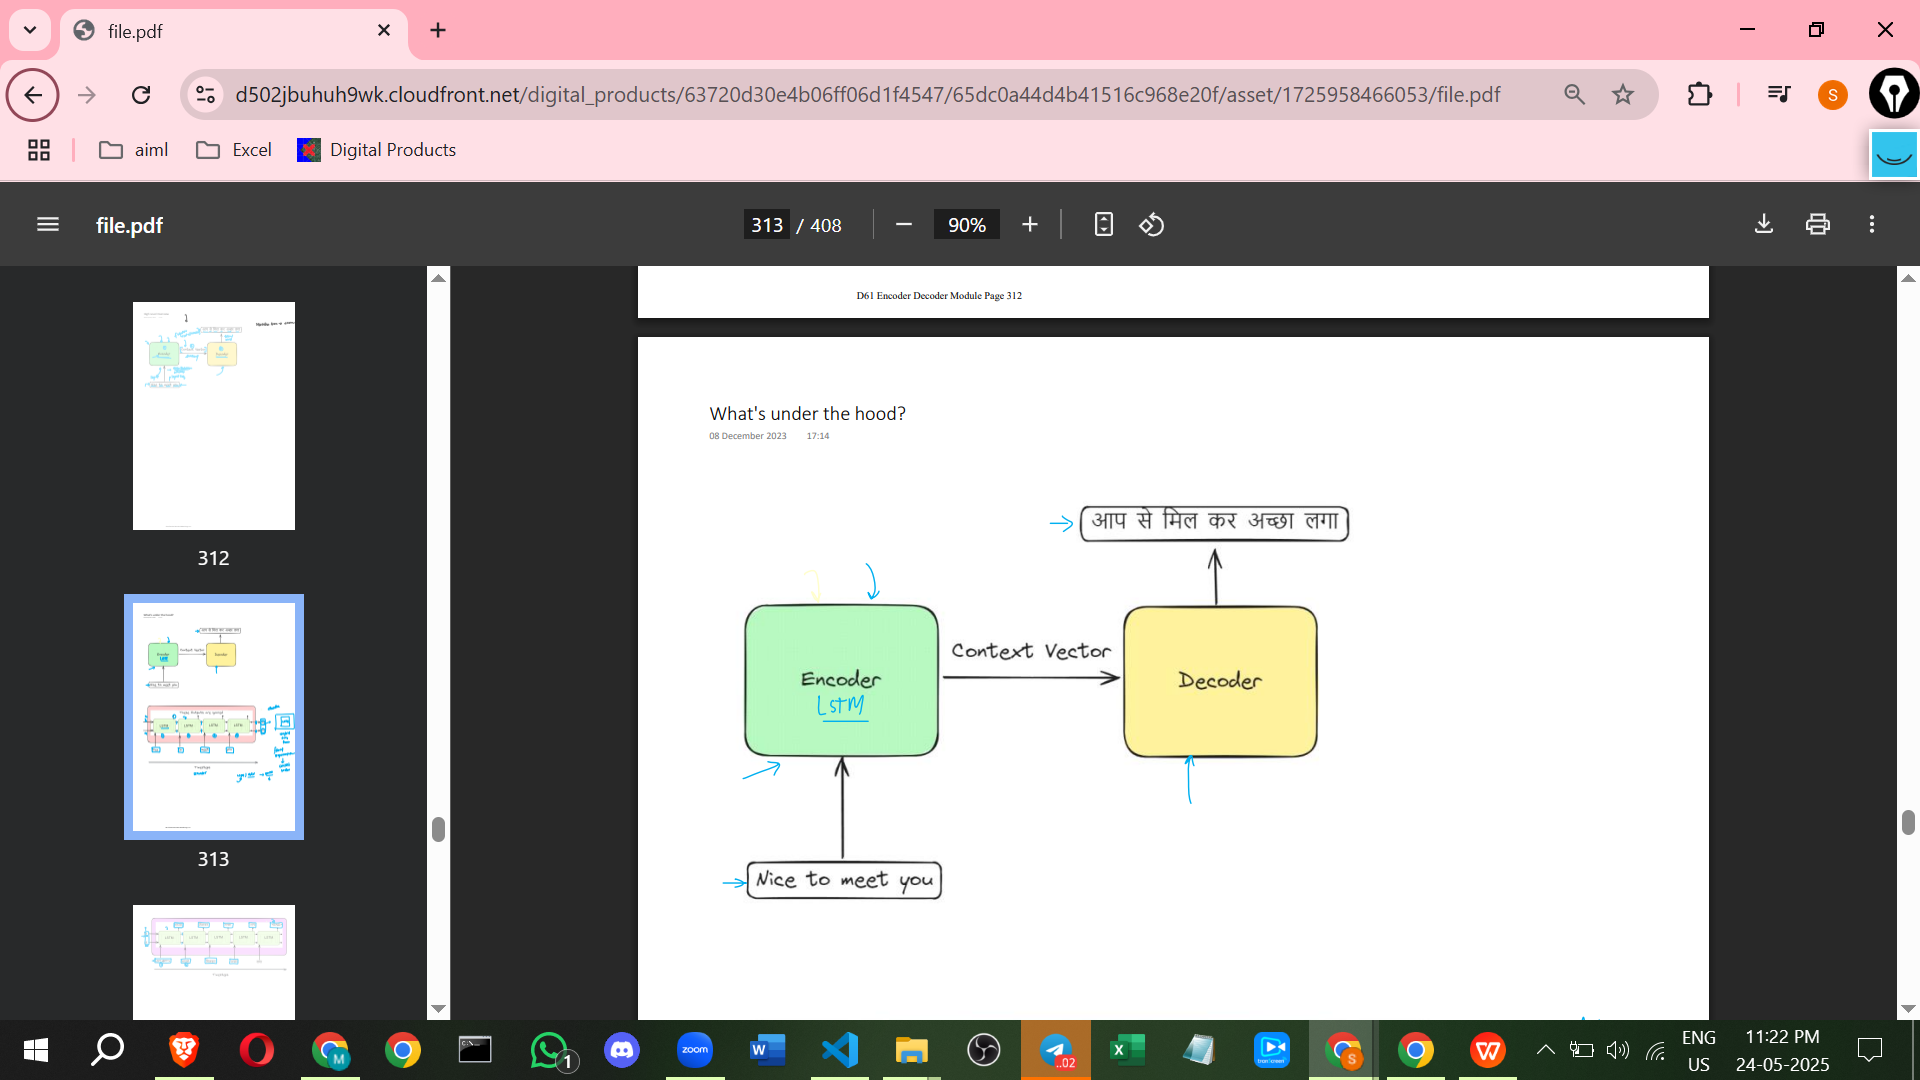 file.pdf
d502jbuhuh9wk.cloudfront.net/digital_products/63720d30e4b06ff06d1f4547/65dc0a44d4b41516c968e20f/asset/1725958466053/file.pdf
S
aiml
Excel
Digital Products
file.pdf
313 / 408
90%
312
313
D61 Encoder Decoder Module Page 312
What's under the hood?
08 December 2023 17:14
आप से मिल कर अच्छा लगा
Context Vector
Encoder
LSTM
Decoder
Nice to meet you
M
1
zoom
W
..02
X
S
W
ENG
US
11:22 PM
24-05-2025